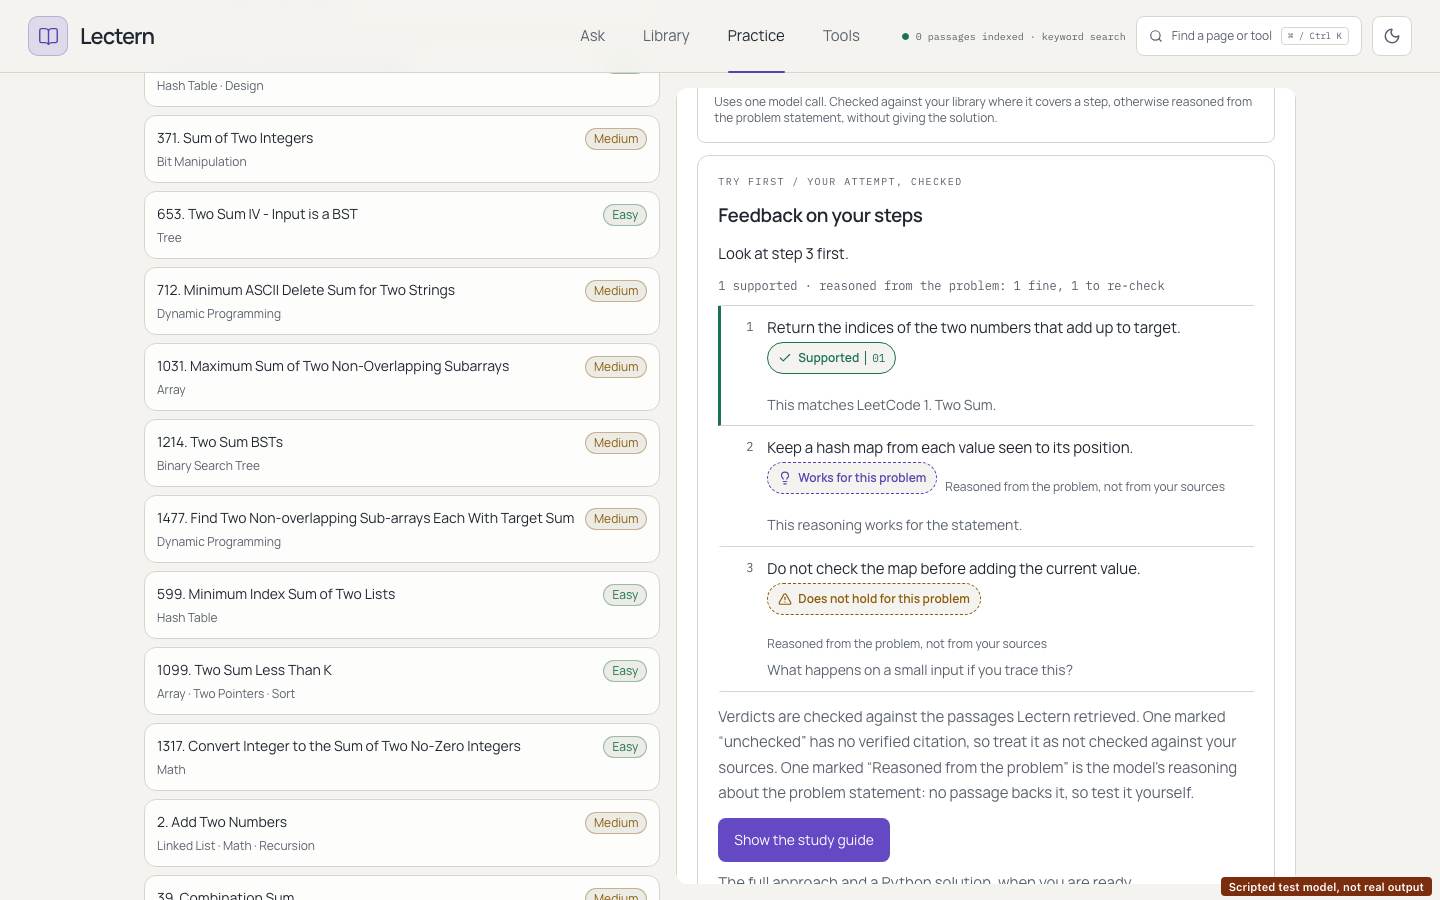 Lectern
Ask
Library
Practice
Tools
0 passages indexed · keyword search
Find a page or tool
⌘ / Ctrl K
Hash Table · Design
371. Sum of Two Integers
Medium
Bit Manipulation
653. Two Sum IV - Input is a BST
Easy
Tree
712. Minimum ASCII Delete Sum for Two Strings
Medium
Dynamic Programming
1031. Maximum Sum of Two Non-Overlapping Subarrays
Medium
Array
1214. Two Sum BSTs
Medium
Binary Search Tree
1477. Find Two Non-overlapping Sub-arrays Each With Target Sum
Medium
Dynamic Programming
599. Minimum Index Sum of Two Lists
Easy
Hash Table
1099. Two Sum Less Than K
Easy
Array · Two Pointers · Sort
1317. Convert Integer to the Sum of Two No-Zero Integers
Easy
Math
2. Add Two Numbers
Medium
Linked List · Math · Recursion
39. Combination Sum
Medium
Uses one model call. Checked against your library where it covers a step, otherwise reasoned from
the problem statement, without giving the solution.
TRY FIRST / YOUR ATTEMPT, CHECKED
Feedback on your steps
Look at step 3 first.
1 supported · reasoned from the problem: 1 fine, 1 to re-check
1 Return the indices of the two numbers that add up to target.
Supported | 01
This matches LeetCode 1. Two Sum.
2 Keep a hash map from each value seen to its position.
Works for this problem
Reasoned from the problem, not from your sources
This reasoning works for the statement.
3 Do not check the map before adding the current value.
Does not hold for this problem
Reasoned from the problem, not from your sources
What happens on a small input if you trace this?
Verdicts are checked against the passages Lectern retrieved. One marked
“unchecked” has no verified citation, so treat it as not checked against your
sources. One marked “Reasoned from the problem” is the model’s reasoning
about the problem statement: no passage backs it, so test it yourself.
Show the study guide
The full approach and a Python solution, when you are ready.
Scripted test model, not real output